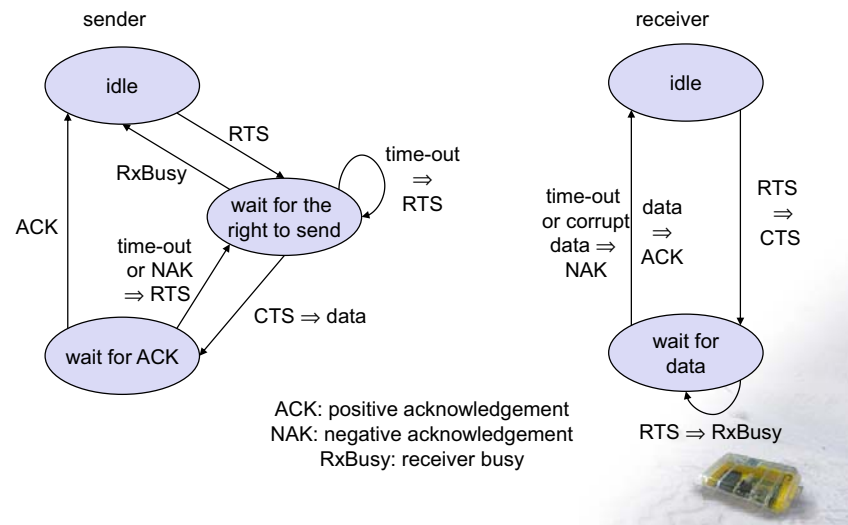 sender
receiver
idle
idle
RTS
RxBusy
time-out
⇒
RTS
wait for the
right to send
ACK
time-out
or NAK
⇒ RTS
CTS ⇒ data
wait for ACK
time-out
or corrupt
data ⇒
NAK
data
⇒
ACK
RTS
⇒
CTS
wait for
data
RTS ⇒ RxBusy
ACK: positive acknowledgement
NAK: negative acknowledgement
RxBusy: receiver busy